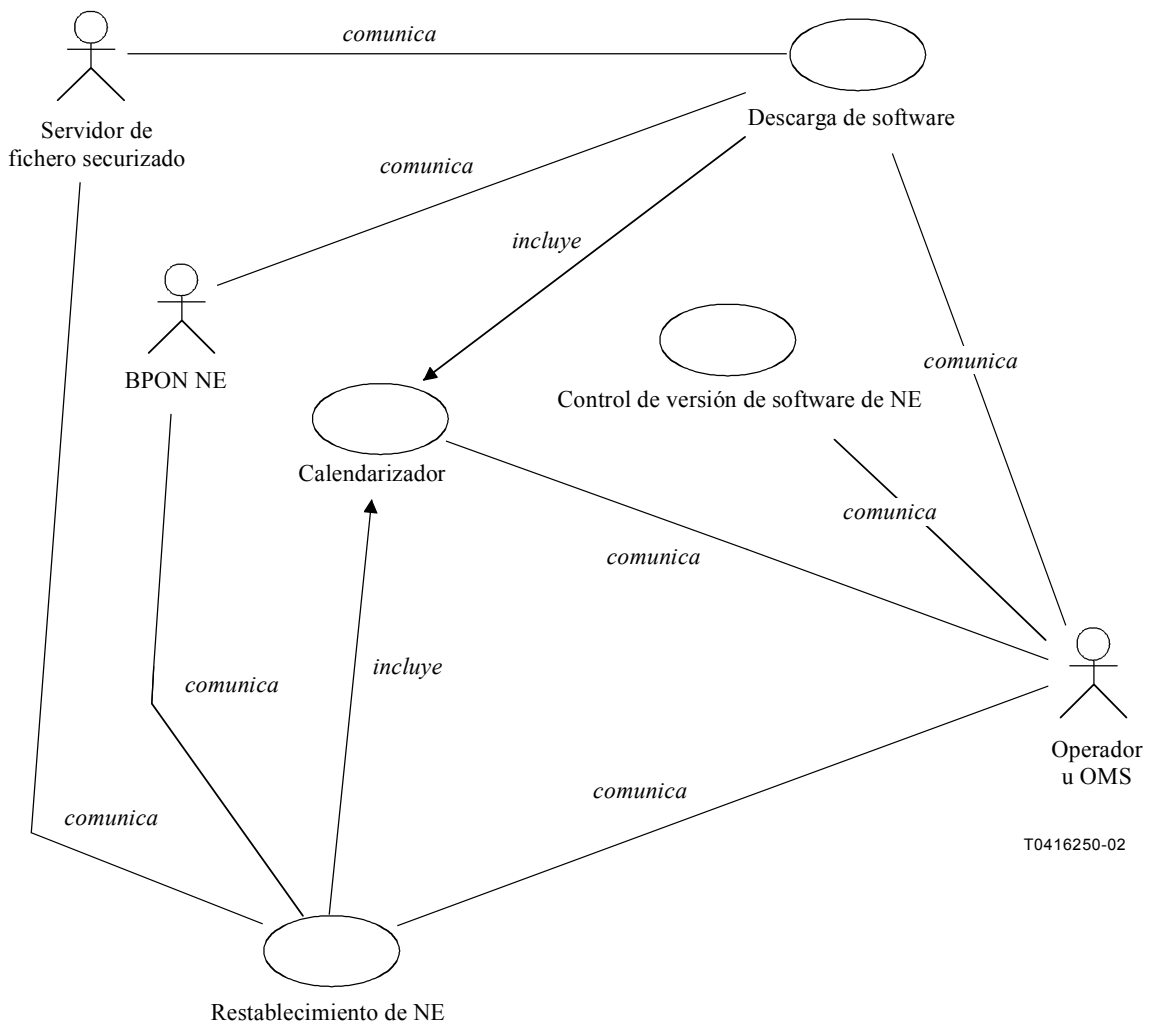 comunica
Servidor de
fichero securizado
Descarga de software
comunica
incluye
BPON NE
comunica
Control de versión de software de NE
Calendarizador
comunica
comunica
incluye
comunica
Operador
u OMS
comunica
comunica
T0416250-02
Restablecimiento de NE